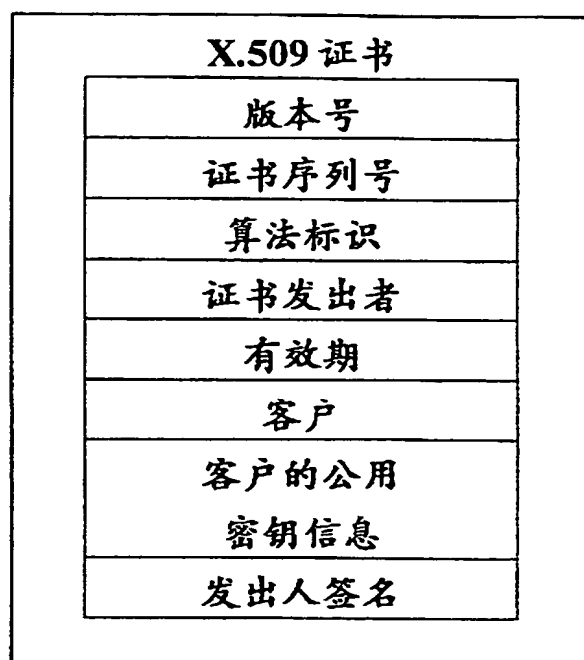 X.509 证书
版本号
证书序列号
算法标识
证书发出者
有效期
客户
客户的公用
密钥信息
发出人签名